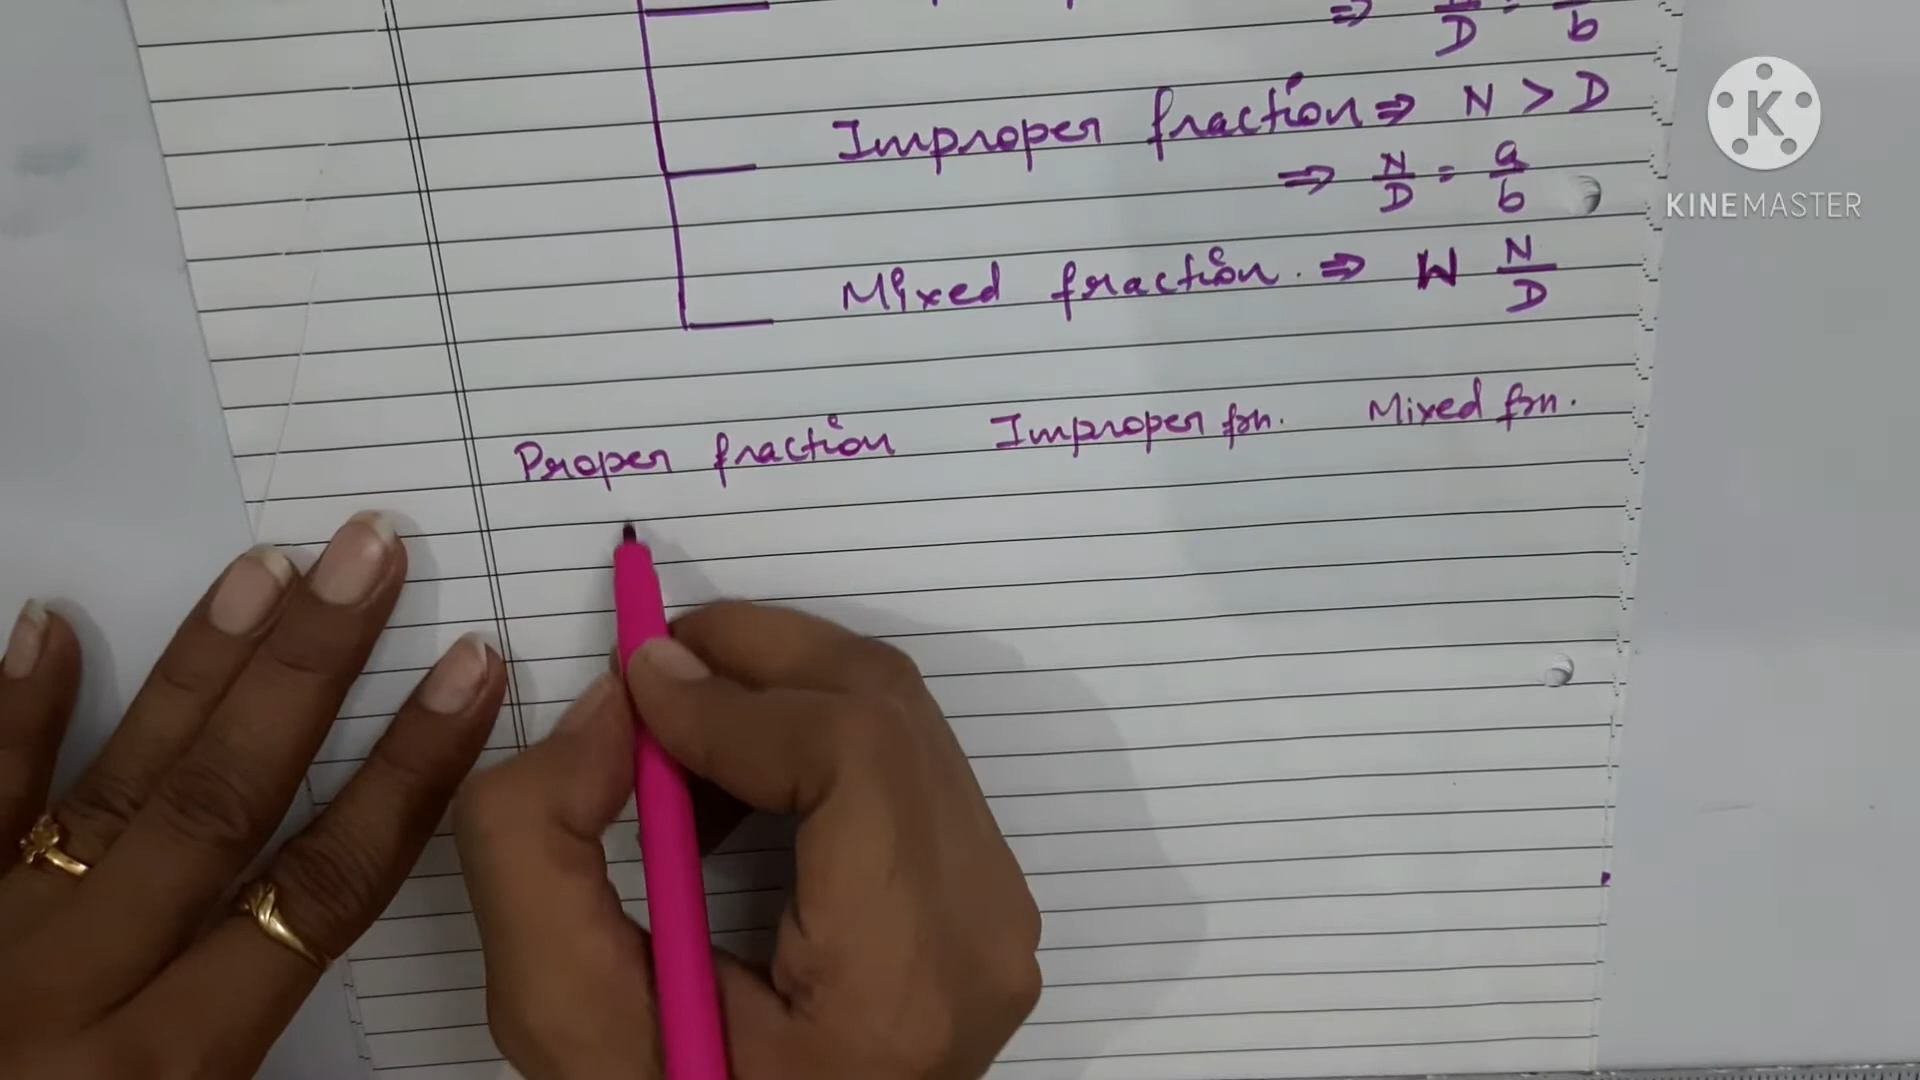 ⇒ N/D = a/b
Improper fraction ⇒ N > D
⇒ N/D = a/b
Mixed fraction. ⇒ W N/D
Proper fraction Improper frn. Mixed frn.
K
KINEMASTER